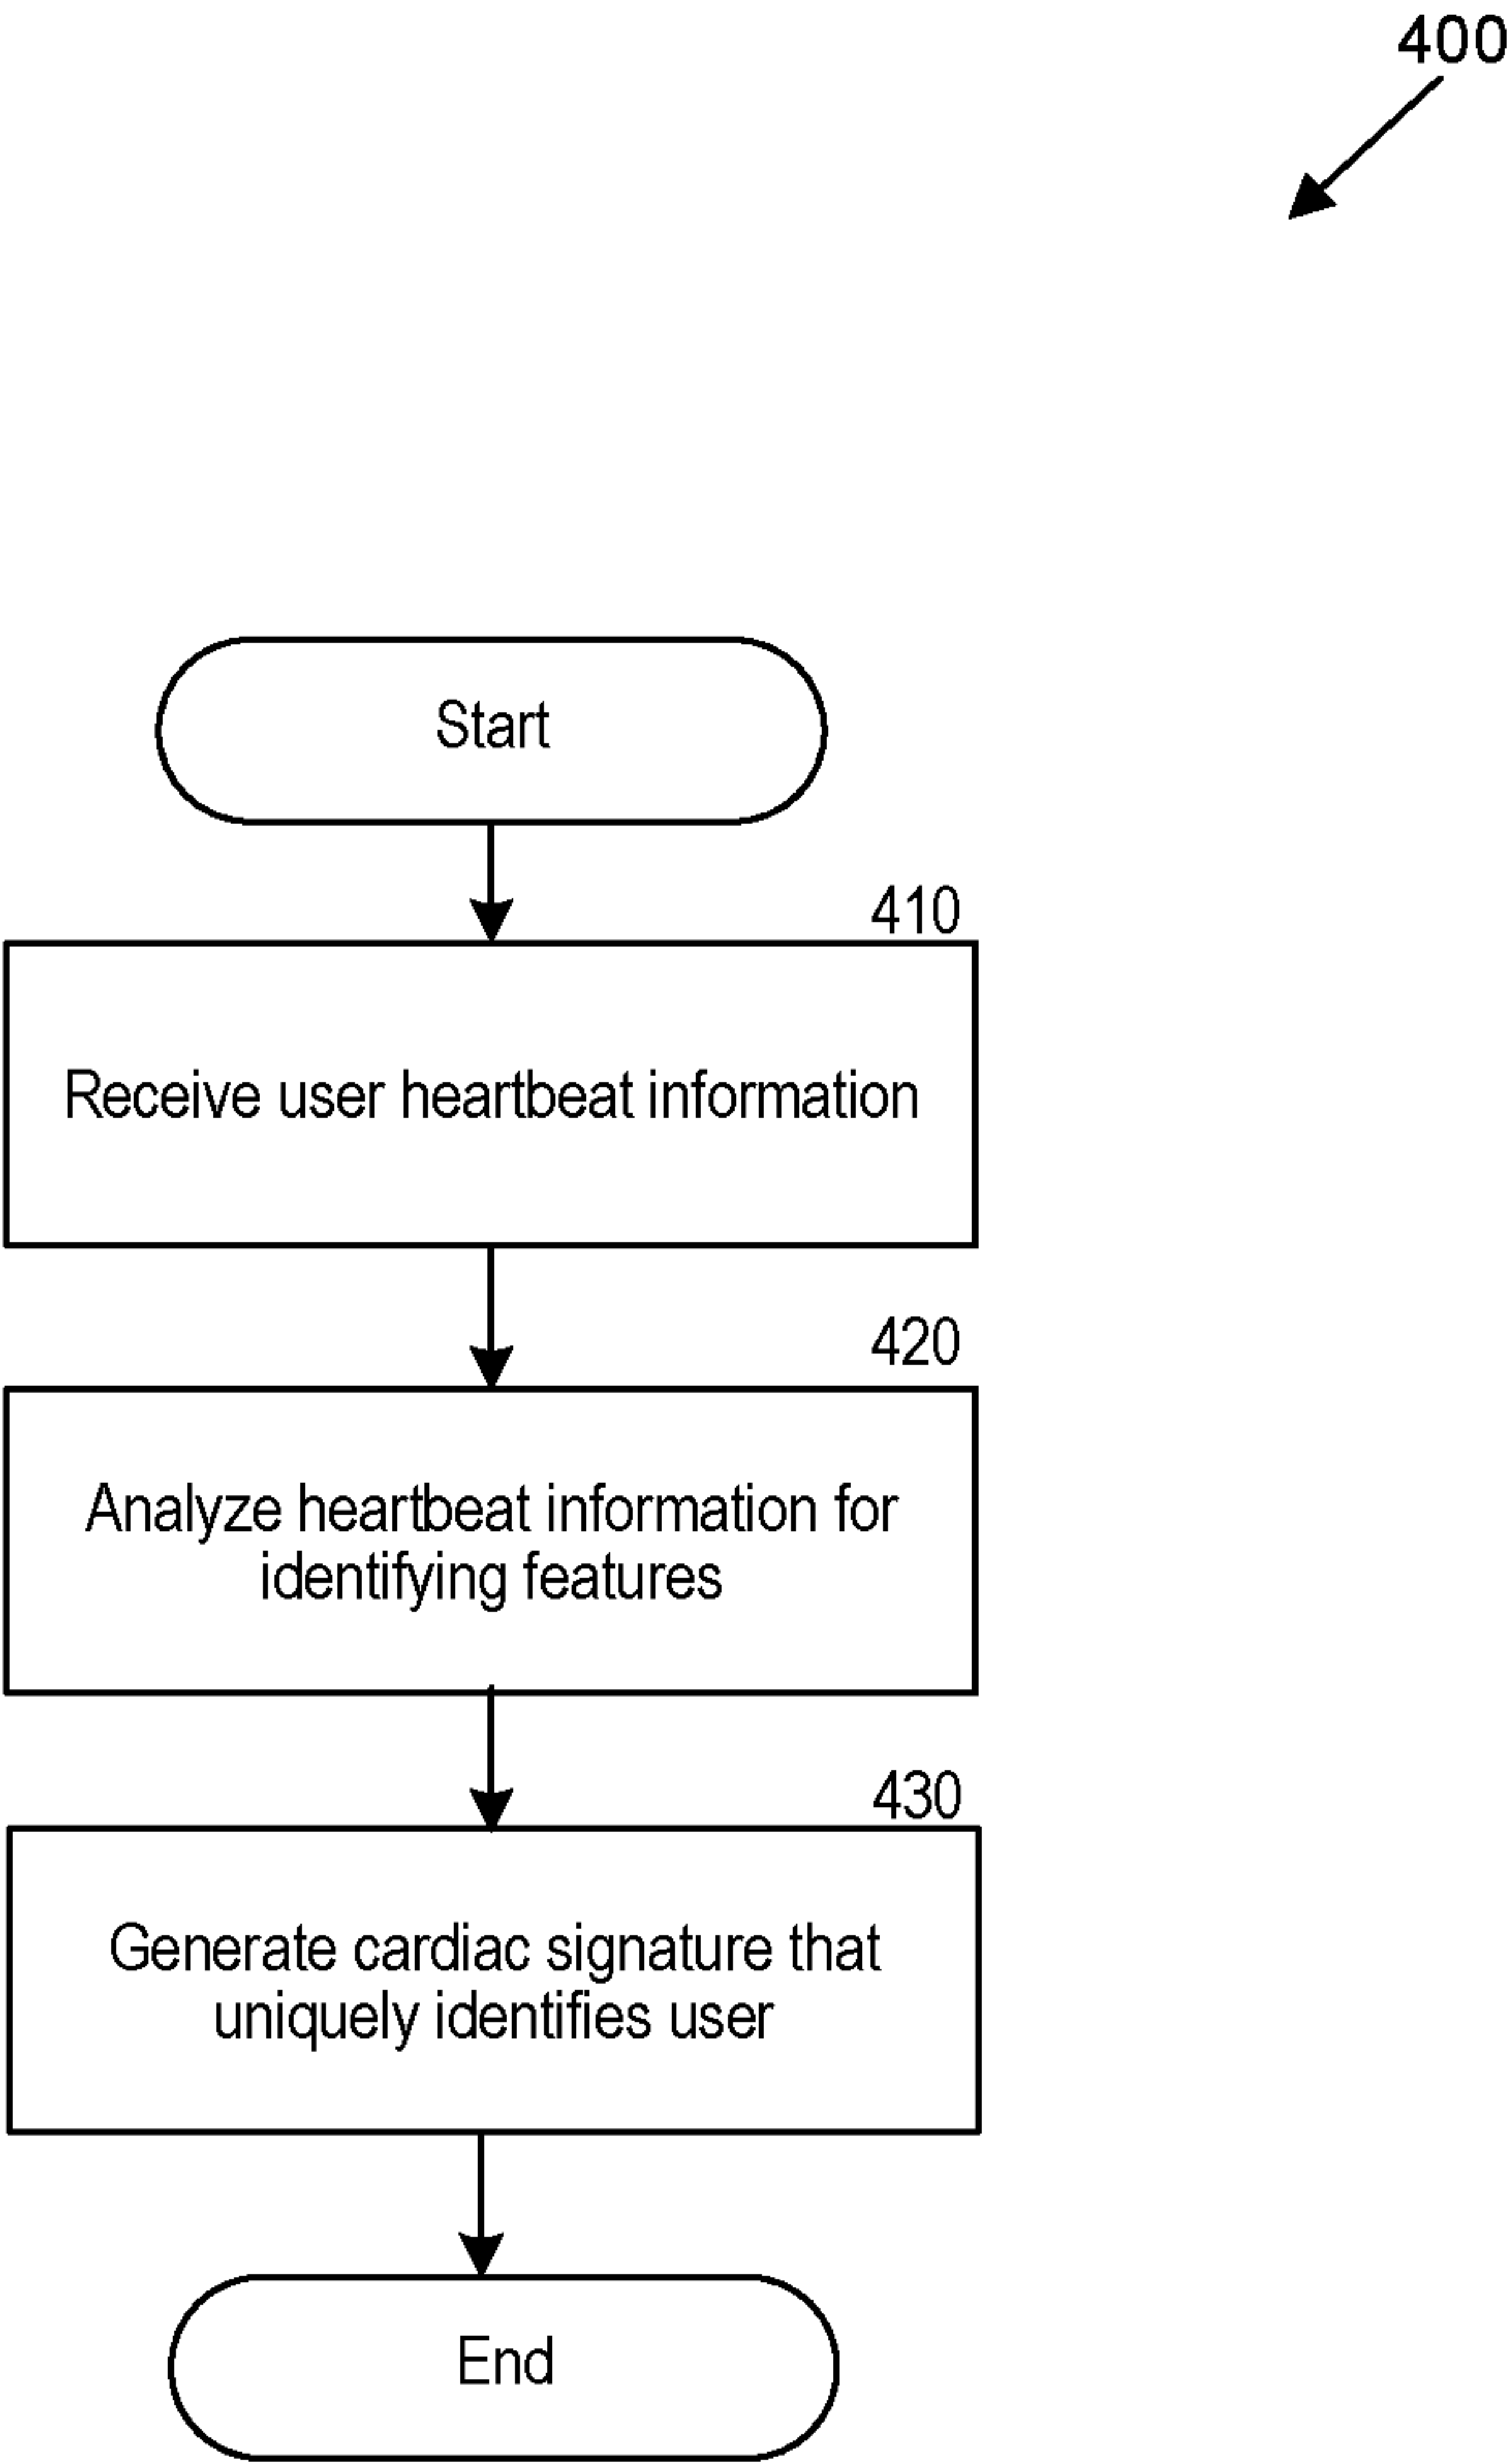 400
Start
410
Receive user heartbeat information
420
Analyze heartbeat information for
identifying features
430
Generate cardiac signature that
uniquely identifies user
End